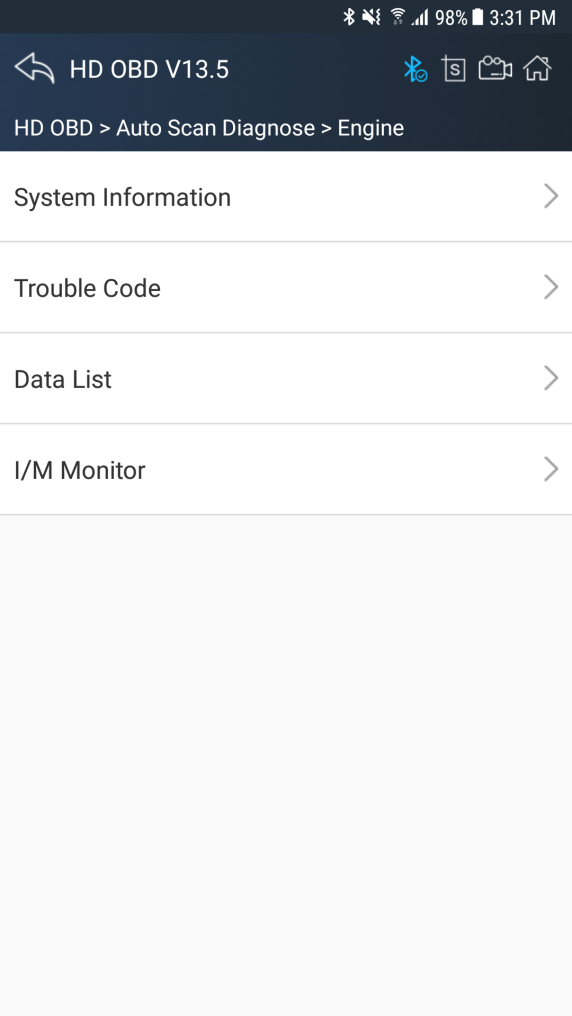 98% 3:31 PM
HD OBD V13.5
S
HD OBD > Auto Scan Diagnose > Engine
System Information
Trouble Code
Data List
I/M Monitor